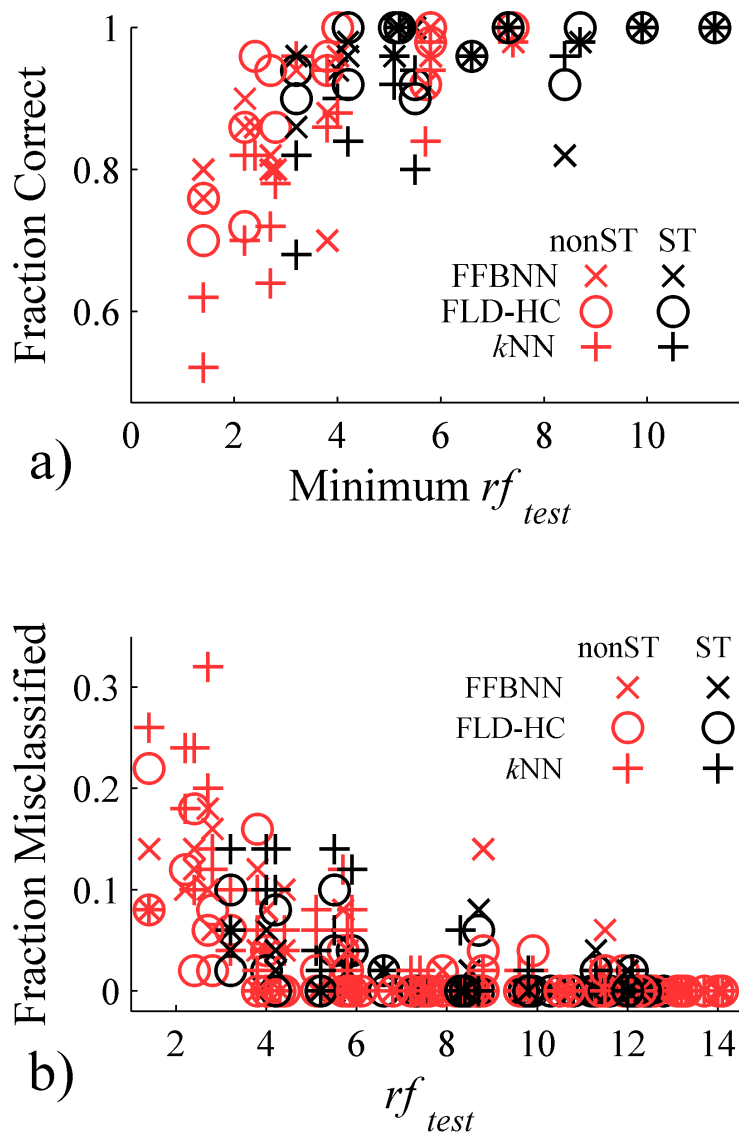 1
0.8
0.6
Fraction Correct
nonST ST
FFBNN
FLD-HC
kNN
0 2 4 6 8 10
a)
Minimum rf test
0.3
0.2
0.1
0
Fraction Misclassified
nonST ST
FFBNN
FLD-HC
kNN
2 4 6 8 10 12 14
b)
rf test